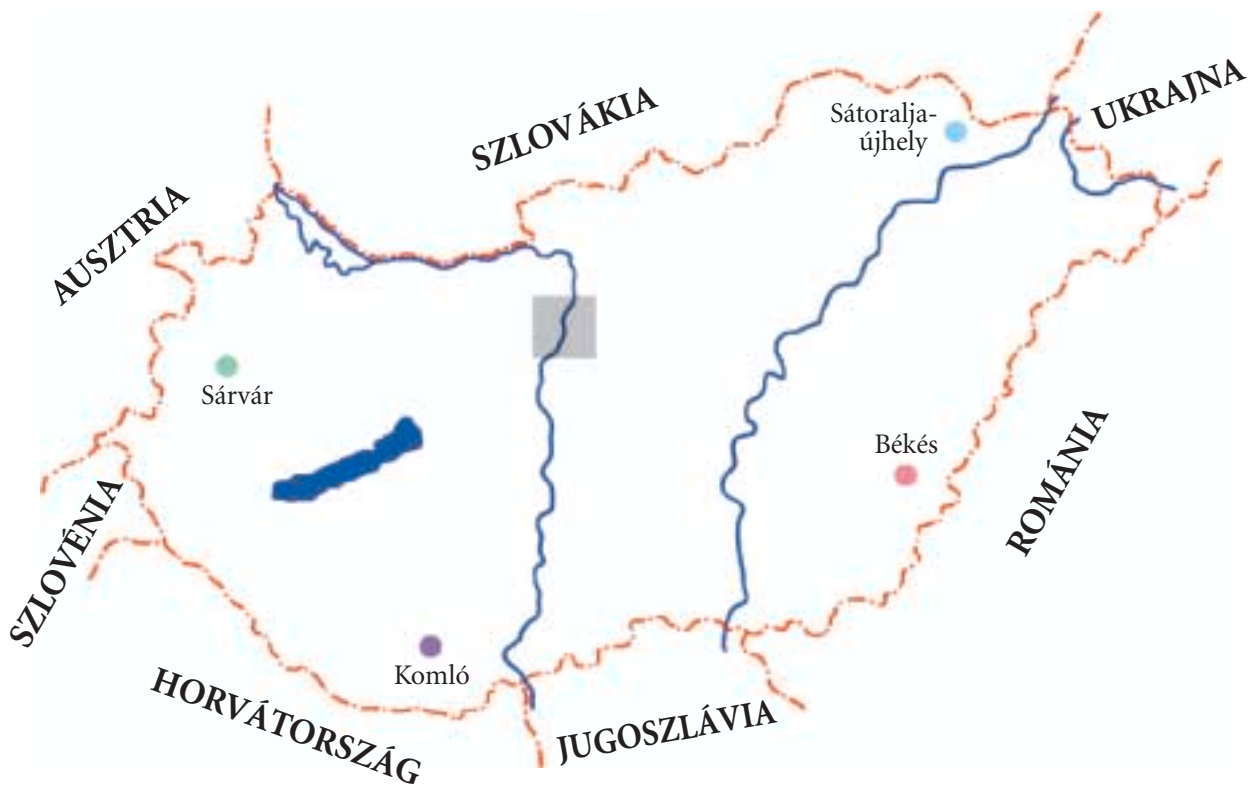 SZLOVÁKIA
Sátoralja-
újhely
UKRAJNA
AUSZTRIA
Sárvár
Békés
ROMÁNIA
SZLOVÉNIA
Komló
HORVÁTORSZÁG
JUGOSZLÁVIA